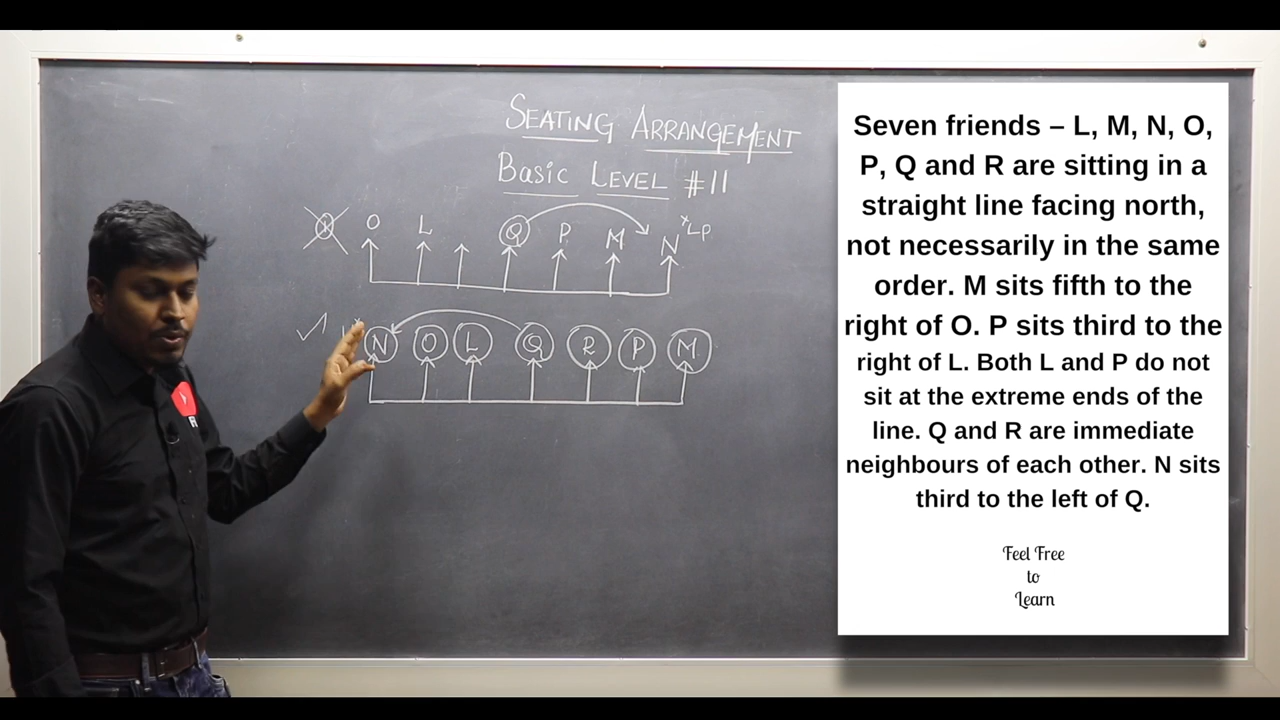 SEATING ARRANGEMENT
Basic LEVEL #11
O L Q P M N *LP
N O L Q R P M
Seven friends – L, M, N, O,
P, Q and R are sitting in a
straight line facing north,
not necessarily in the same
order. M sits fifth to the
right of O. P sits third to the
right of L. Both L and P do not
sit at the extreme ends of the
line. Q and R are immediate
neighbours of each other. N sits
third to the left of Q.
Feel Free
to
Learn